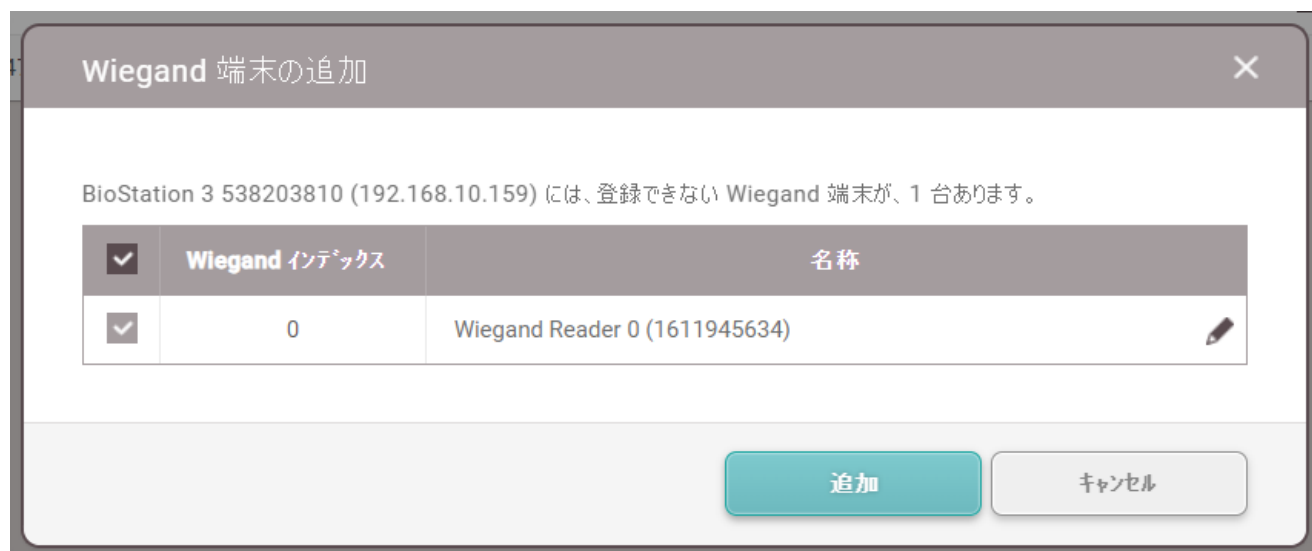 Wiegand 端末の追加
BioStation 3 538203810 (192.168.10.159) には、登録できない Wiegand 端末が、1 台あります。
Wiegand インデックス 名称
0 Wiegand Reader 0 (1611945634)
追加 キャンセル